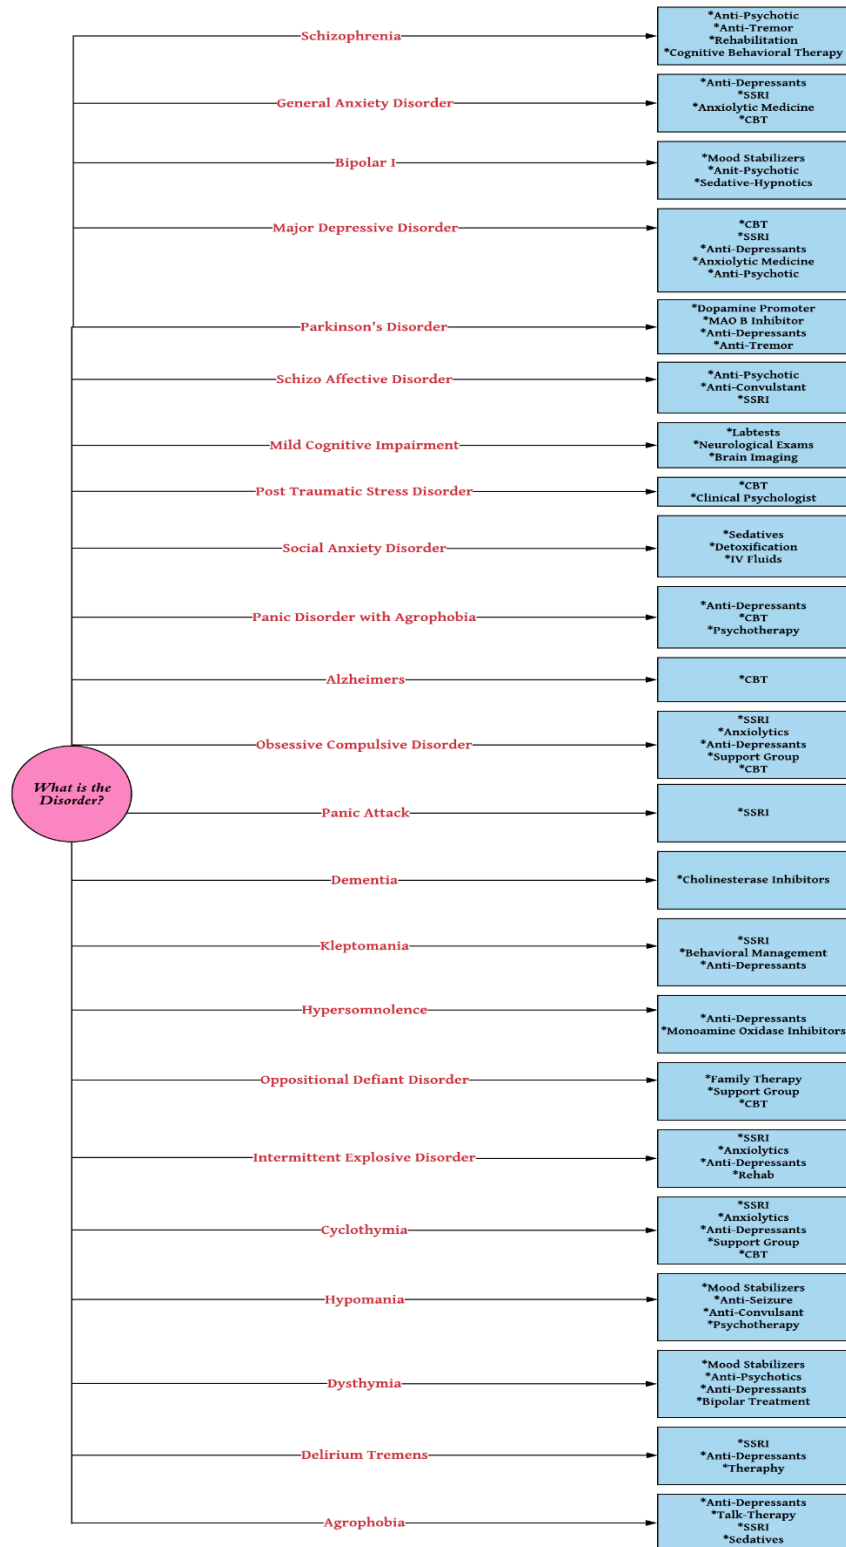 Schizophrenia
*Anti-Psychotic
*Anti-Tremor
*Rehabilitation
*Cognitive Behavioral Therapy
General Anxiety Disorder
*Anti-Depressants
*SSRI
*Anxiolytic Medicine
*CBT
Bipolar I
*Mood Stabilizers
*Anit-Psychotic
*Sedative-Hypnotics
Major Depressive Disorder
*CBT
*SSRI
*Anti-Depressants
*Anxiolytic Medicine
*Anti-Psychotic
Parkinson's Disorder
*Dopamine Promoter
*MAO B Inhibitor
*Anti-Depressants
*Anti-Tremor
Schizo Affective Disorder
*Anti-Psychotic
*Anti-Convulstant
*SSRI
Mild Cognitive Impairment
*Labtests
*Neurological Exams
*Brain Imaging
Post Traumatic Stress Disorder
*CBT
*Clinical Psychologist
Social Anxiety Disorder
*Sedatives
*Detoxification
*IV Fluids
Panic Disorder with Agrophobia
*Anti-Depressants
*CBT
*Psychotherapy
Alzheimers
*CBT
Obsessive Compulsive Disorder
*SSRI
*Anxiolytics
*Anti-Depressants
*Support Group
*CBT
What is the
Disorder?
Panic Attack
*SSRI
Dementia
*Cholinesterase Inhibitors
Kleptomania
*SSRI
*Behavioral Management
*Anti-Depressants
Hypersomnolence
*Anti-Depressants
*Monoamine Oxidase Inhibitors
Oppositional Defiant Disorder
*Family Therapy
*Support Group
*CBT
Intermittent Explosive Disorder
*SSRI
*Anxiolytics
*Anti-Depressants
*Rehab
Cyclothymia
*SSRI
*Anxiolytics
*Anti-Depressants
*Support Group
*CBT
Hypomania
*Mood Stabilizers
*Anti-Seizure
*Anti-Convulsant
*Psychotherapy
Dysthymia
*Mood Stabilizers
*Anti-Psychotics
*Anti-Depressants
*Bipolar Treatment
Delirium Tremens
*SSRI
*Anti-Depressants
*Theraphy
Agrophobia
*Anti-Depressants
*Talk-Therapy
*SSRI
*Sedatives